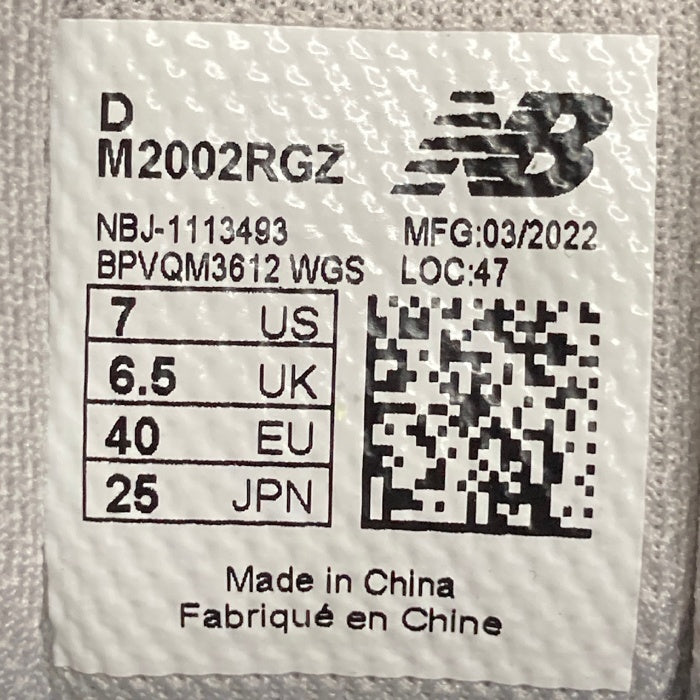 D
M2002RGZ
NB
NBJ-1113493 MFG:03/2022
BPVQM3612 WGS LOC:47
7 US
6.5 UK
40 EU
25 JPN
Made in China
Fabriqué en Chine